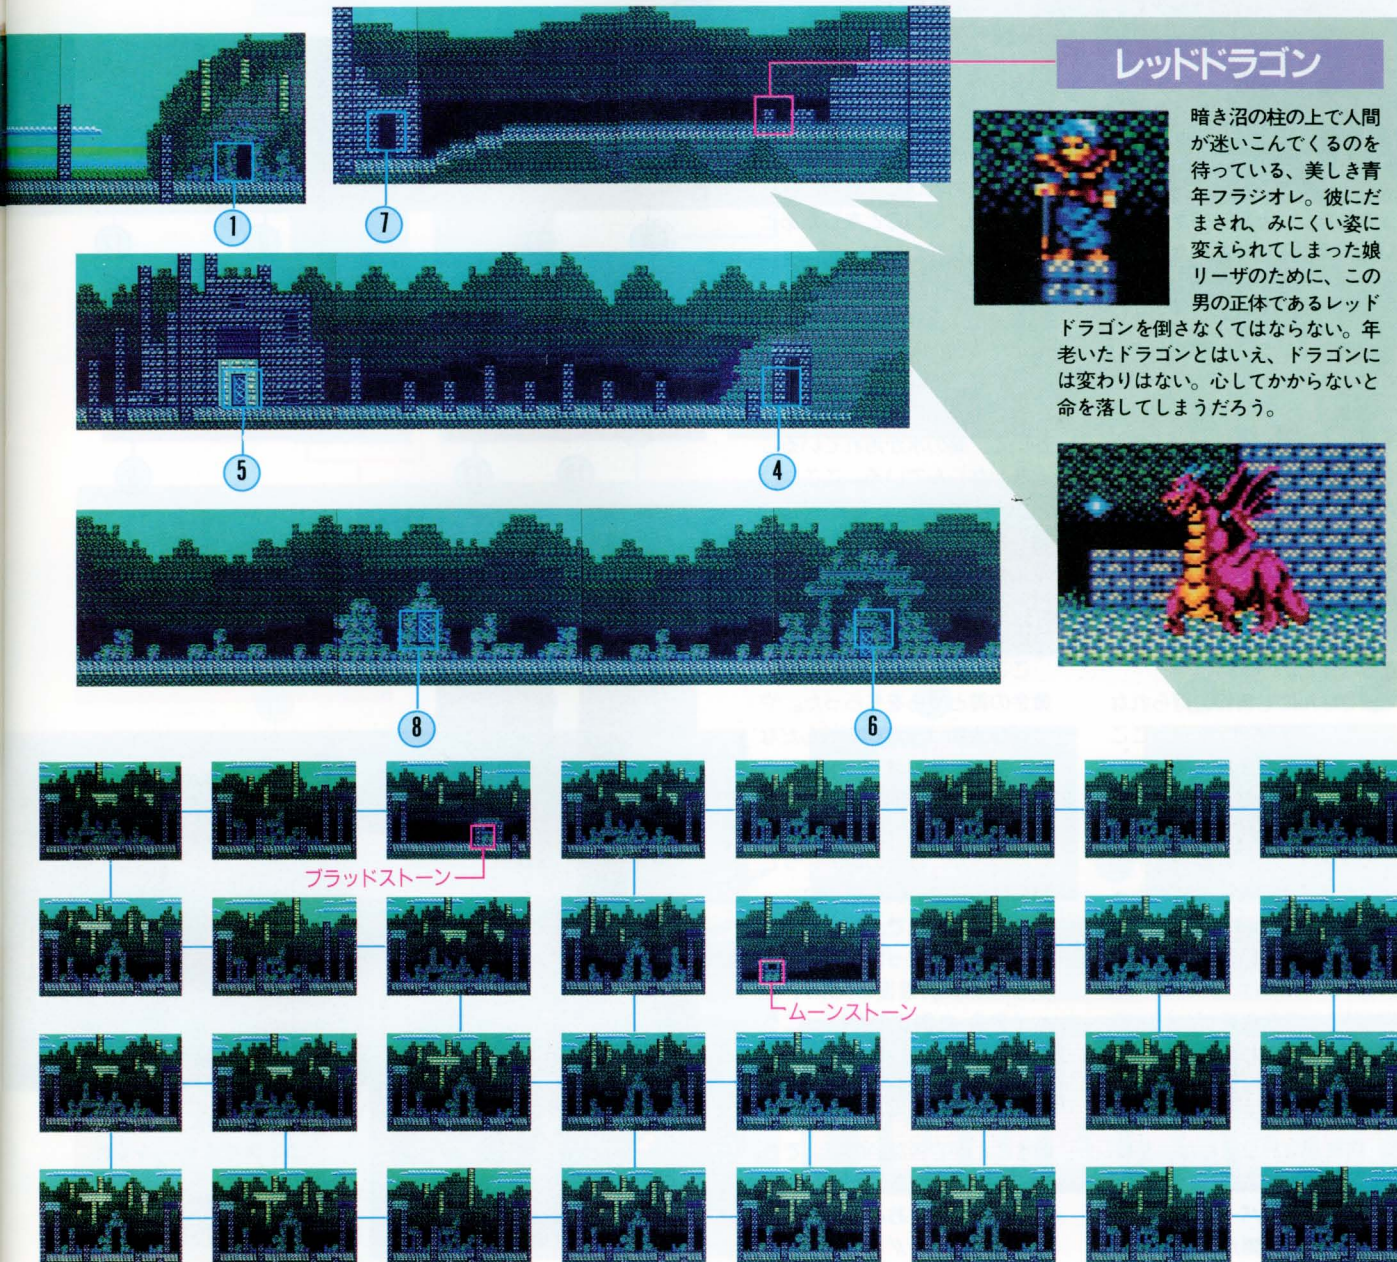 レッドドラゴン
暗き沼の柱の上で人間
が迷いこんでくるのを
待っている、美しき青
年フラジオレ。彼にだ
まされ、みにくい姿に
変えられてしまった娘
リーザのために、この
男の正体であるレッド
ドラゴンを倒さなくてはならない。年
老いたドラゴンとはいえ、ドラゴンに
は変わりはない。心してかからないと
命を落してしまうだろう。
1
7
5
4
8
6
ブラッドストーン
ムーンストーン